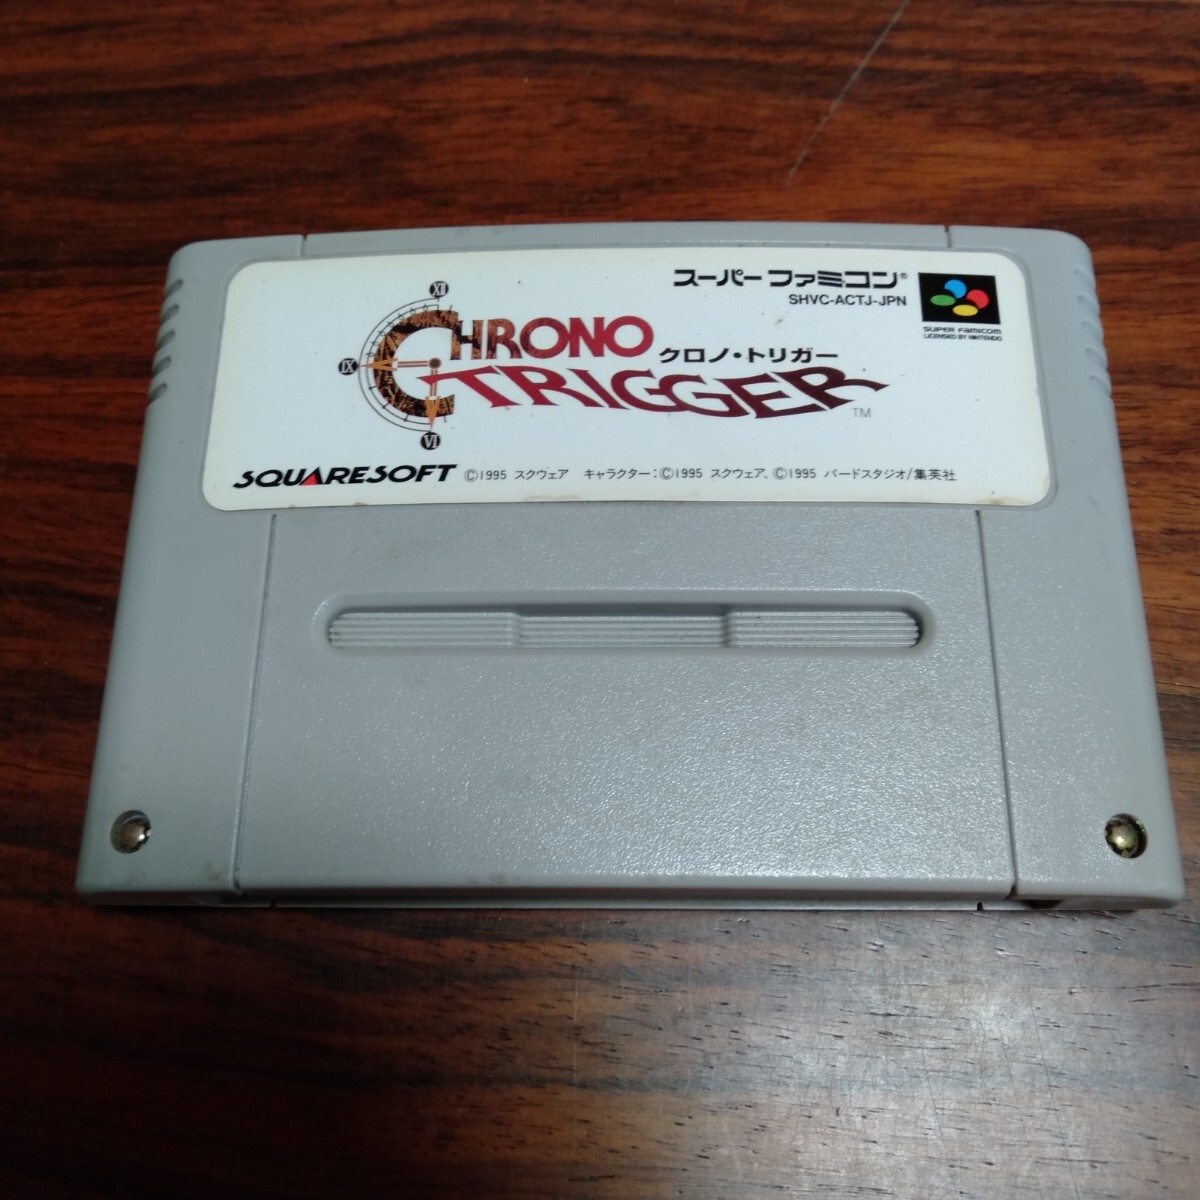 スーパーファミコン®
SHVC-ACTJ-JPN
SUPER FAMICOM
LICENSED BY NINTENDO
XII
IX
VI
CHRONO
クロノ・トリガー
TRIGGER™
SQUARESOFT ©1995 スクウェア キャラクター:©1995 スクウェア、©1995 バードスタジオ/集英社